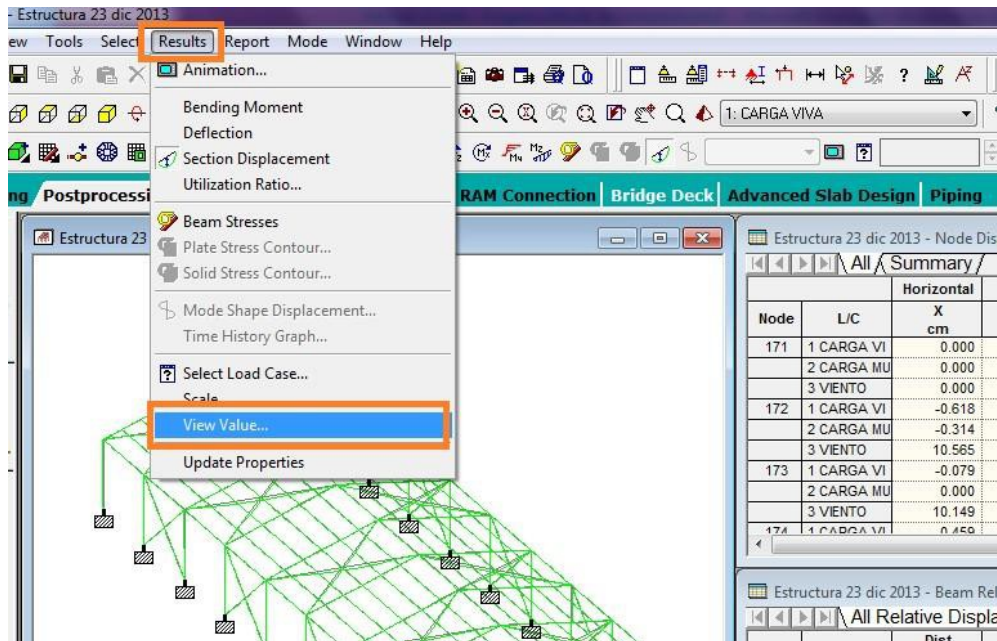 - Estructura 23 dic 2013
ew Tools Select Results Report Mode Window Help
Animation...
Bending Moment
Deflection
Section Displacement
Utilization Ratio...
Beam Stresses
Plate Stress Contour...
Solid Stress Contour...
Mode Shape Displacement...
Time History Graph...
Select Load Case...
Scale
View Value...
Update Properties
1: CARGA VIVA
ng Postprocessi RAM Connection Bridge Deck Advanced Slab Design Piping
Estructura 23
Estructura 23 dic 2013 - Node Dis
All Summary
Horizontal
Node L/C X
cm
171 1 CARGA VI 0.000
2 CARGA MU 0.000
3 VIENTO 0.000
172 1 CARGA VI -0.618
2 CARGA MU -0.314
3 VIENTO 10.565
173 1 CARGA VI -0.079
2 CARGA MU 0.000
3 VIENTO 10.149
174 1 CARGA VI 0.459
Estructura 23 dic 2013 - Beam Rel
All Relative Displa
Dist